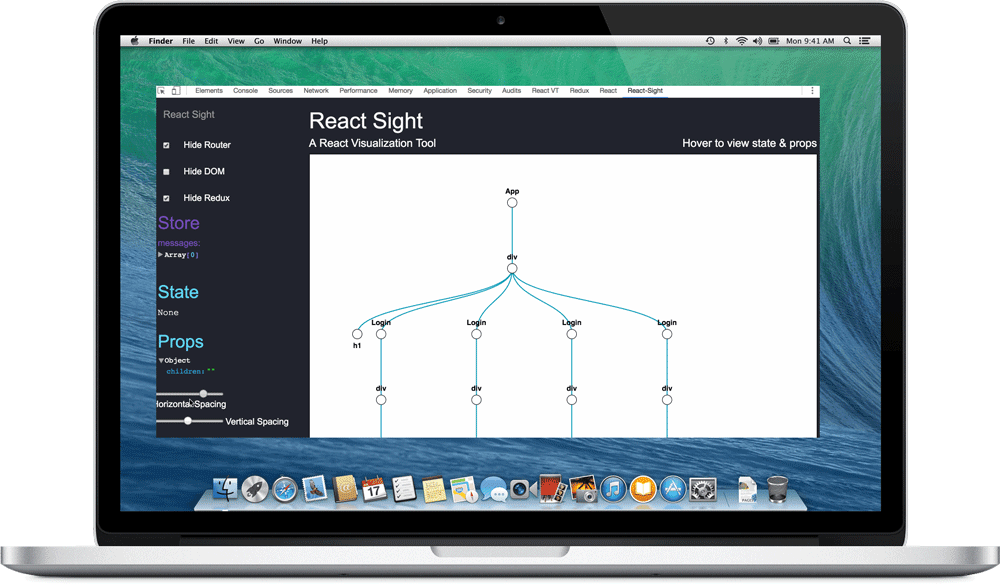 Finder File Edit View Go Window Help Mon 9:41 AM
Elements Console Sources Network Performance Memory Application Security Audits React VT Redux React React-Sight
React Sight
Hide Router
Hide DOM
Hide Redux
Store
messages:
Array[0]
State
None
Props
Object
children: ""
Horizontal Spacing
Vertical Spacing
React Sight
A React Visualization Tool
Hover to view state & props
App
div
Login Login Login Login
h1
div div div div
17